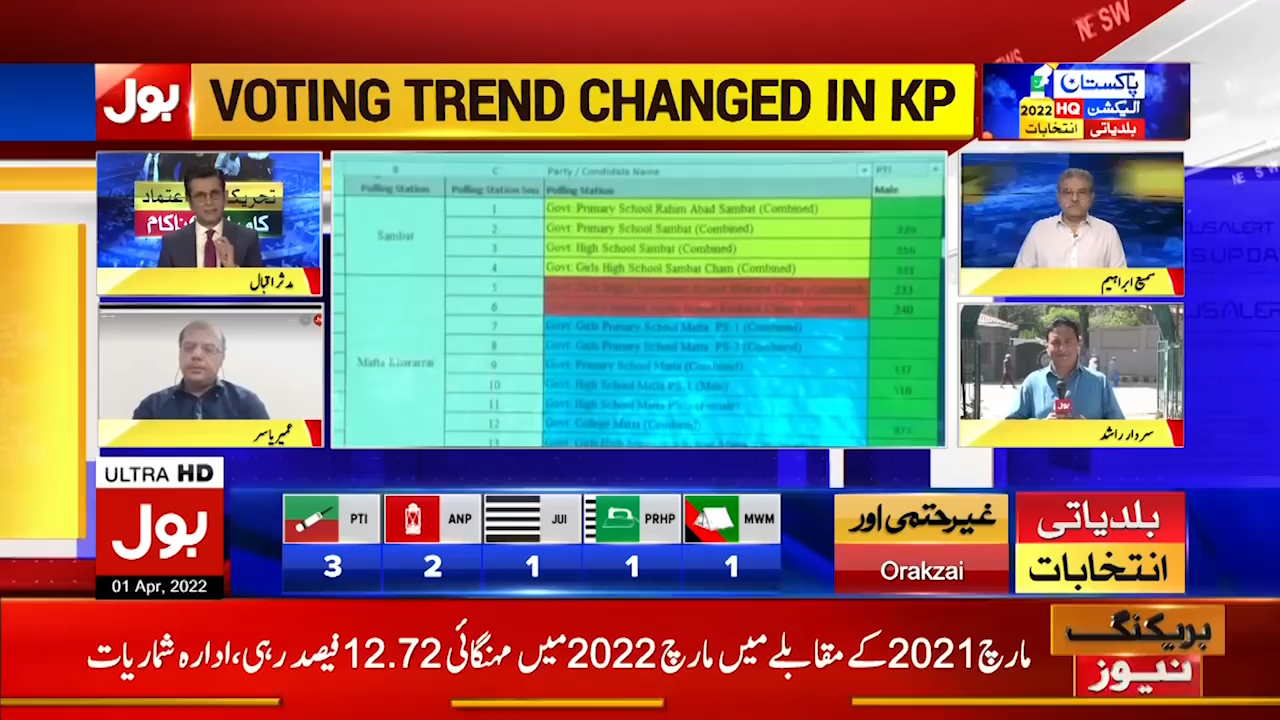 NE SW
بول
VOTING TREND CHANGED IN KP
پاکستان
الیکشن HQ 2022
بلدیاتی انتخابات
مدثر اقبال
عمیر یاسر
سمیع ابراہیم
سردار راشد
B C Party / Candidate Name PTI
Polling Station Polling Station Polling Station Male
Sambat
1 Govt: Primary School Rahim Abad Sambat (Combined)
2 Govt: Primary School Sambat (Combined)
3 Govt: High School Sambat (Combined)
4 Govt: Girls High School Sambat Cham (Combined)
5 233
6 240
7 Govt: Girls Primary School Matta PS-1 (Combined)
8 Govt: Girls Primary School Matta PS-2 (Combined)
9 Govt: Primary School Matta (Combined)
10 Govt: High School Matta PS-1 (Male)
11 Govt: High School Matta
12 Govt: College Matta (Combined)
13
ULTRA HD
بول
01 Apr, 2022
PTI ANP JUI PRHP MWM
3 2 1 1 1
غیر حتمی اور
Orakzai
بلدیاتی
انتخابات
بریکنگ
نیوز
مارچ 2021 کے مقابلے میں مارچ 2022 میں مہنگائی 12.72 فیصد رہی، ادارہ شماریات